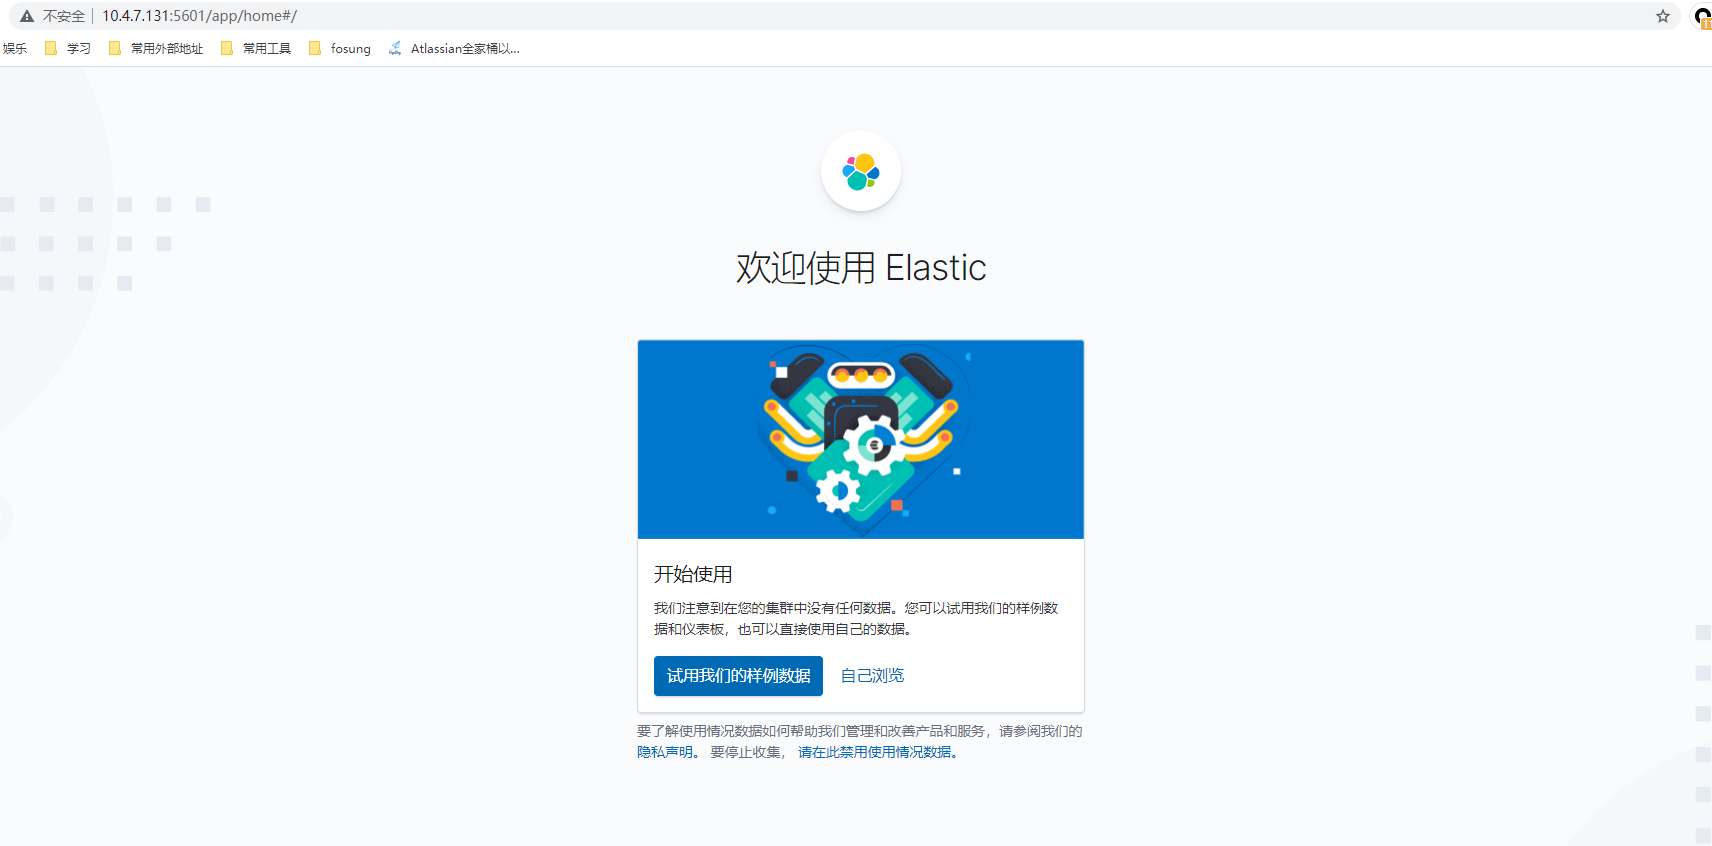 不安全 10.4.7.131:5601/app/home#/
娱乐 学习 常用外部地址 常用工具 fosung Atlassian全家桶以...
欢迎使用 Elastic
开始使用
我们注意到在您的集群中没有任何数据。您可以试用我们的样例数
据和仪表板，也可以直接使用自己的数据。
试用我们的样例数据 自己浏览
要了解使用情况数据如何帮助我们管理和改善产品和服务，请参阅我们的
隐私声明。 要停止收集， 请在此禁用使用情况数据。